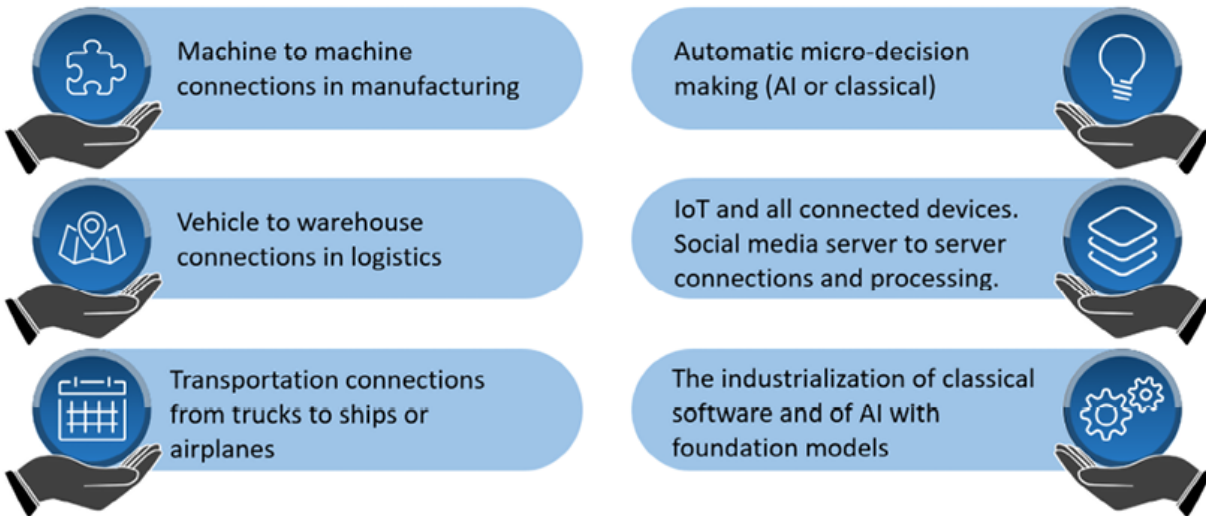 Machine to machine
connections in manufacturing
Automatic micro-decision
making (AI or classical)
Vehicle to warehouse
connections in logistics
IoT and all connected devices.
Social media server to server
connections and processing.
Transportation connections
from trucks to ships or
airplanes
The industrialization of classical
software and of AI with
foundation models